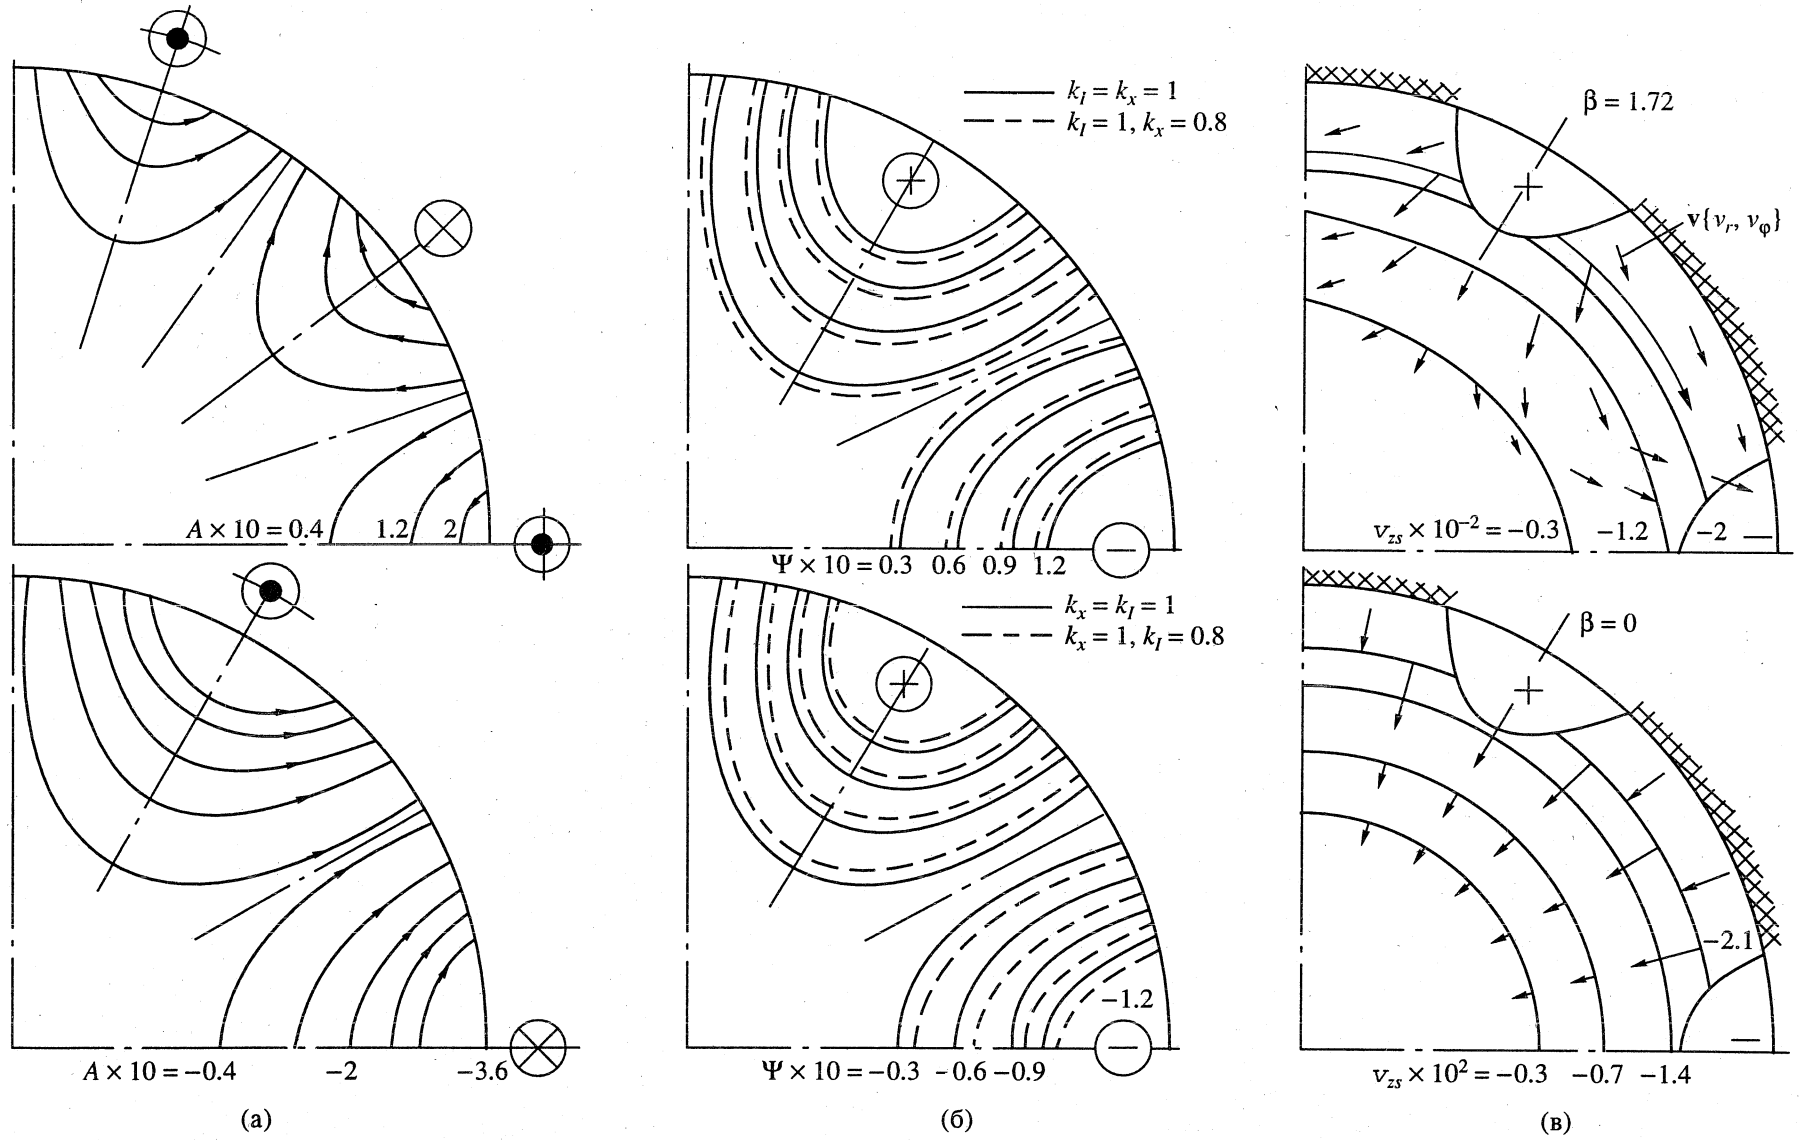 A × 10 = 0.4 1.2 2
k_I = k_x = 1
k_I = 1, k_x = 0.8
+
−
Ψ × 10 = 0.3 0.6 0.9 1.2
β = 1.72
+
v{v_r, v_φ}
v_zs × 10^−2 = −0.3 −1.2 −2 —
A × 10 = −0.4 −2 −3.6
k_x = k_I = 1
k_x = 1, k_I = 0.8
+
−1.2
−
Ψ × 10 = −0.3 −0.6 −0.9
β = 0
+
−2.1
—
v_zs × 10^2 = −0.3 −0.7 −1.4
(а) (б) (в)